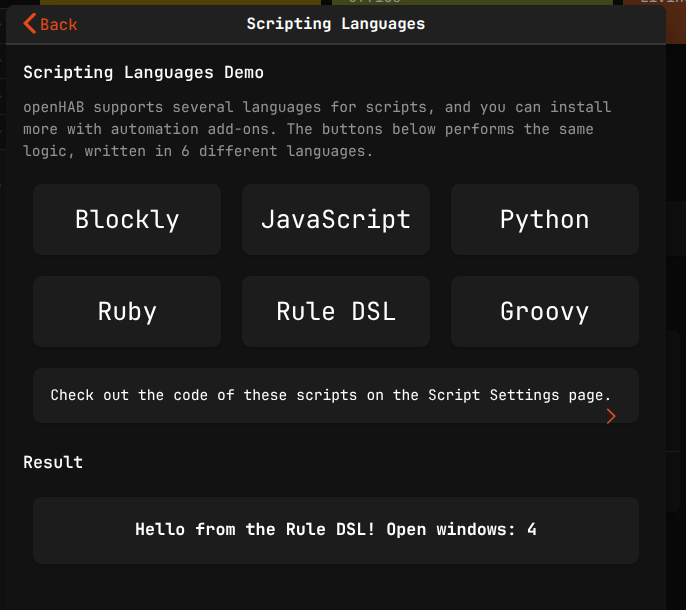 Back
Scripting Languages
Scripting Languages Demo
openHAB supports several languages for scripts, and you can install
more with automation add-ons. The buttons below performs the same
logic, written in 6 different languages.
Blockly
JavaScript
Python
Ruby
Rule DSL
Groovy
Check out the code of these scripts on the Script Settings page.
Result
Hello from the Rule DSL! Open windows: 4